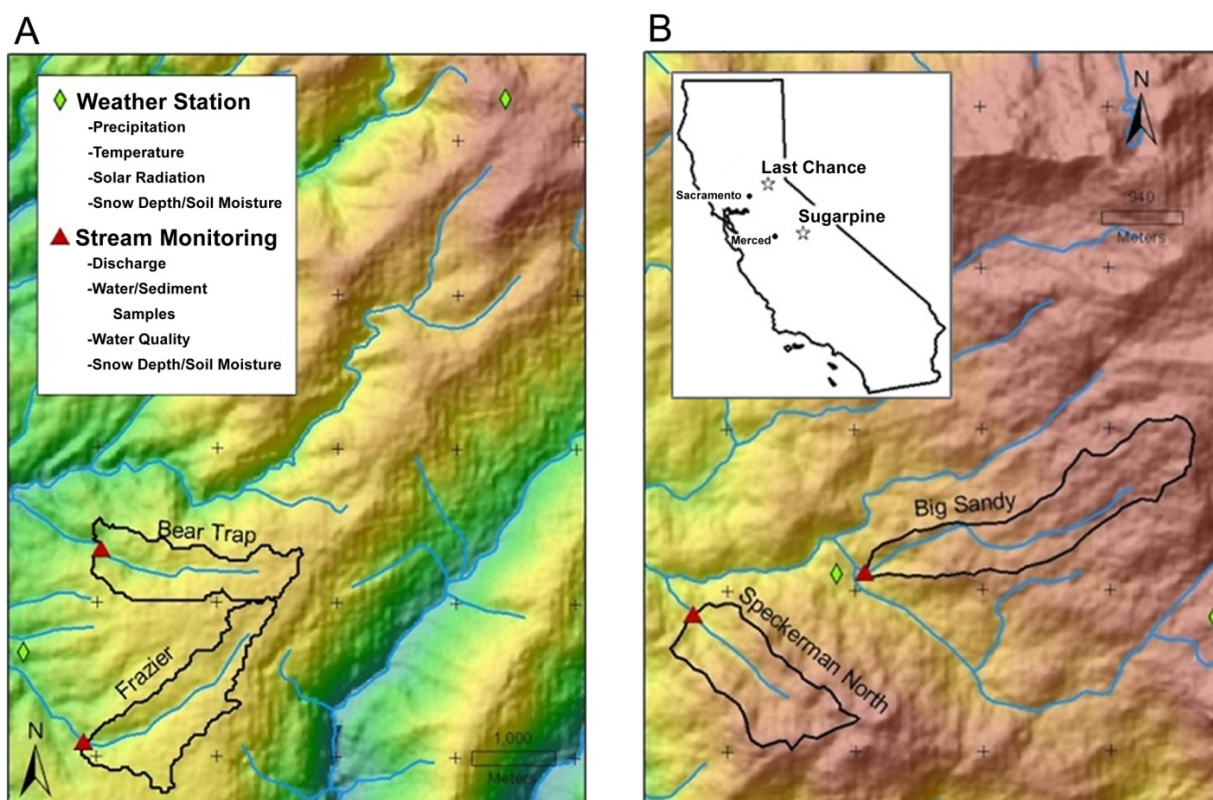 A
Weather Station
-Precipitation
-Temperature
-Solar Radiation
-Snow Depth/Soil Moisture
Stream Monitoring
-Discharge
-Water/Sediment
Samples
-Water Quality
-Snow Depth/Soil Moisture
Bear Trap
Frazier
N
1,000
Meters
B
N
Last Chance
Sacramento
Sugarpine
Merced
940
Meters
Big Sandy
Speckerman North